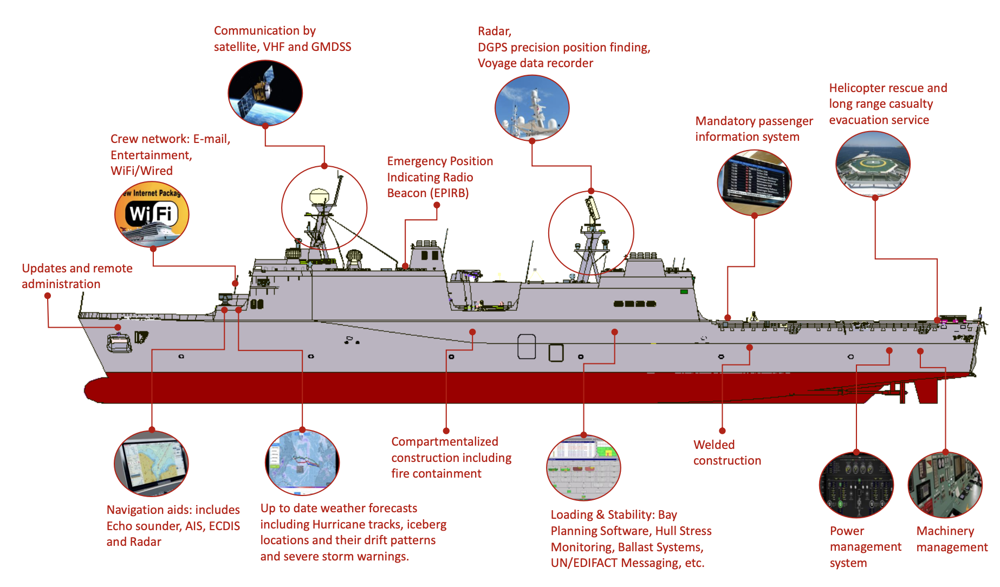 Communication by
satellite, VHF and GMDSS
Radar,
DGPS precision position finding,
Voyage data recorder
Helicopter rescue and
long range casualty
evacuation service
Mandatory passenger
information system
Crew network: E-mail,
Entertainment,
WiFi/Wired
ew Internet Packag
Wi Fi
Emergency Position
Indicating Radio
Beacon (EPIRB)
Updates and remote
administration
H
Navigation aids: includes
Echo sounder, AIS, ECDIS
and Radar
Up to date weather forecasts
including Hurricane tracks, iceberg
locations and their drift patterns
and severe storm warnings.
Compartmentalized
construction including
fire containment
Loading & Stability: Bay
Planning Software, Hull Stress
Monitoring, Ballast Systems,
UN/EDIFACT Messaging, etc.
Welded
construction
Power
management
system
Machinery
management